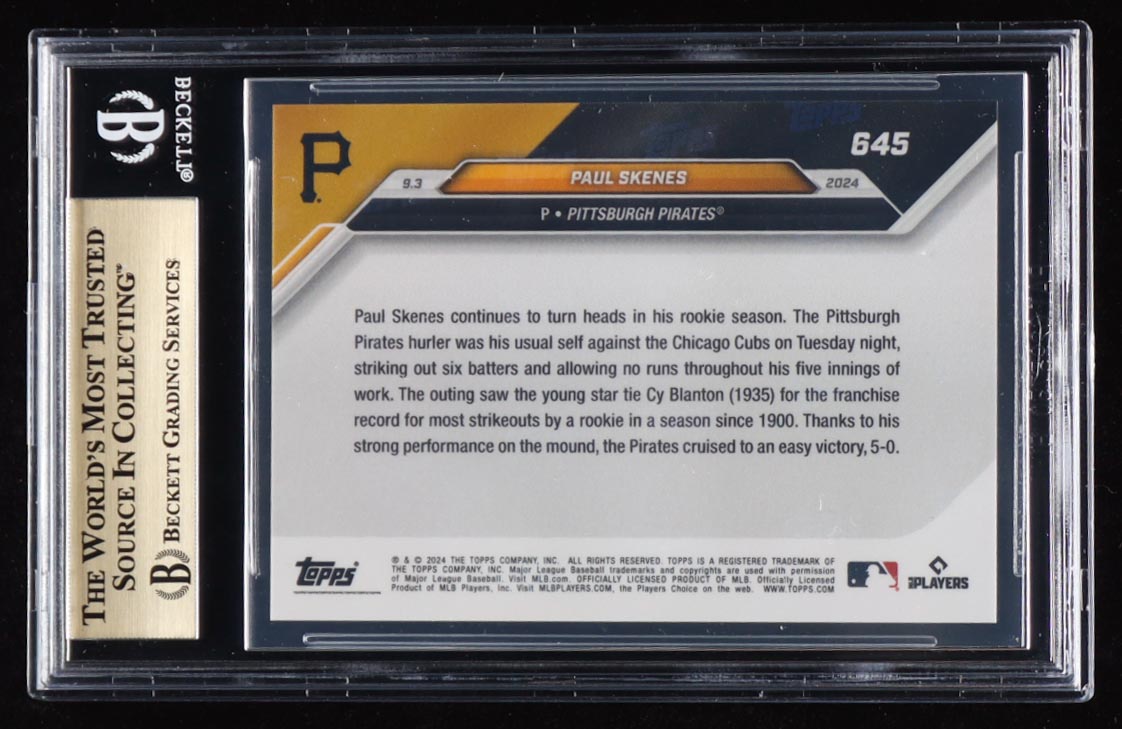 BECKETT®
B
THE WORLD'S MOST TRUSTED
SOURCE IN COLLECTING™
B BECKETT GRADING SERVICES
P
TOPPS
TOPPS
645
9.3
PAUL SKENES
2024
P • PITTSBURGH PIRATES®
Paul Skenes continues to turn heads in his rookie season. The Pittsburgh
Pirates hurler was his usual self against the Chicago Cubs on Tuesday night,
striking out six batters and allowing no runs throughout his five innings of
work. The outing saw the young star tie Cy Blanton (1935) for the franchise
record for most strikeouts by a rookie in a season since 1900. Thanks to his
strong performance on the mound, the Pirates cruised to an easy victory, 5-0.
Topps®
® & © 2024 THE TOPPS COMPANY, INC. ALL RIGHTS RESERVED. TOPPS IS A REGISTERED TRADEMARK OF
THE TOPPS COMPANY, INC. Major League Baseball trademarks and copyrights are used with permission
of Major League Baseball. Visit MLB.com. OFFICIALLY LICENSED PRODUCT OF MLB. Officially Licensed
Product of MLB Players, Inc. Visit MLBPLAYERS.COM, the Players Choice on the web. WWW.TOPPS.COM
PLAYERS